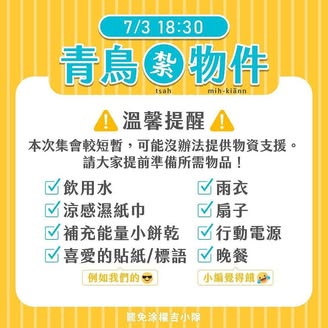 7/3 18:30
青鳥紮物件
tsah mih-kiānn
⚠️溫馨提醒⚠️
本次集會較短暫，可能沒辦法提供物資支援。
請大家提前準備所需物品！
☑飲用水 ☑雨衣
☑涼感濕紙巾 ☑扇子
☑補充能量小餅乾 ☑行動電源
☑喜愛的貼紙/標語 ☑晚餐
例如我們的😎 小編覺得餓🤣
罷免涂權吉小隊